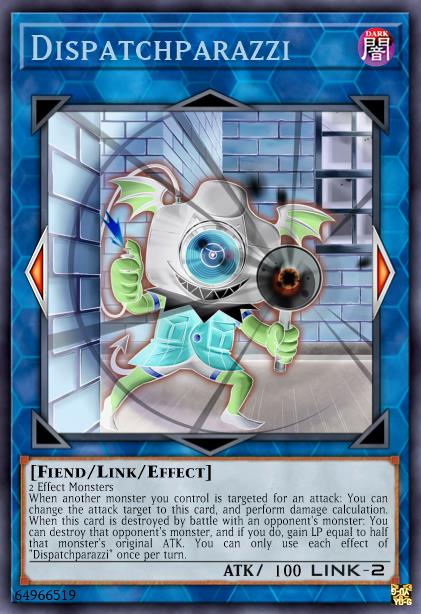 DISPATCHPARAZZI
DARK
闇
[FIEND/LINK/EFFECT]
2 Effect Monsters
When another monster you control is targeted for an attack: You can
change the attack target to this card, and perform damage calculation.
When this card is destroyed by battle with an opponent's monster: You
can destroy that opponent's monster, and if you do, gain LP equal to half
that monster's original ATK. You can only use each effect of
"Dispatchparazzi" once per turn.
ATK/ 100 LINK-2
64966519